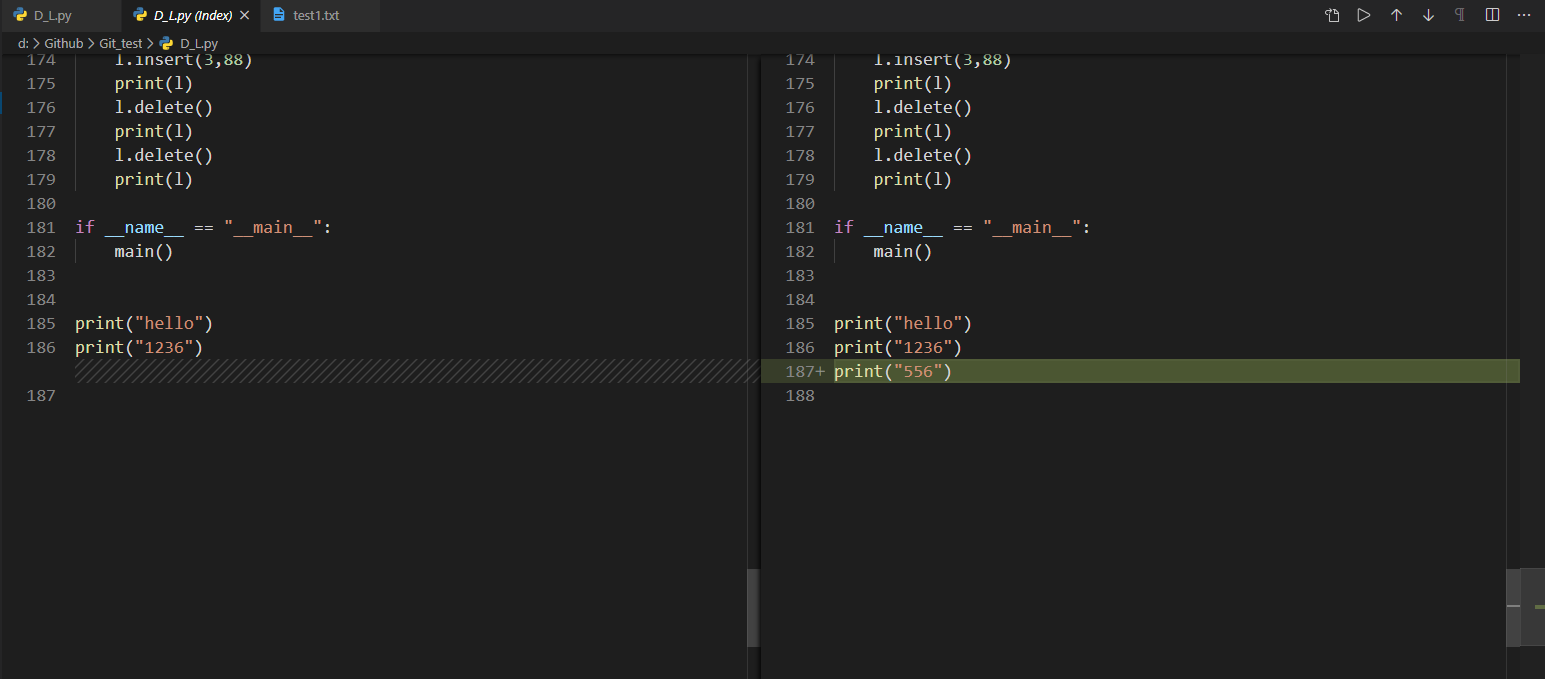 D_L.py D_L.py (Index) test1.txt
d: Github Git_test D_L.py
174 l.insert(3,88)
175 print(l)
176 l.delete()
177 print(l)
178 l.delete()
179 print(l)
180
181 if __name__ == "__main__":
182 main()
183
184
185 print("hello")
186 print("1236")
187
174 l.insert(3,88)
175 print(l)
176 l.delete()
177 print(l)
178 l.delete()
179 print(l)
180
181 if __name__ == "__main__":
182 main()
183
184
185 print("hello")
186 print("1236")
187+ print("556")
188